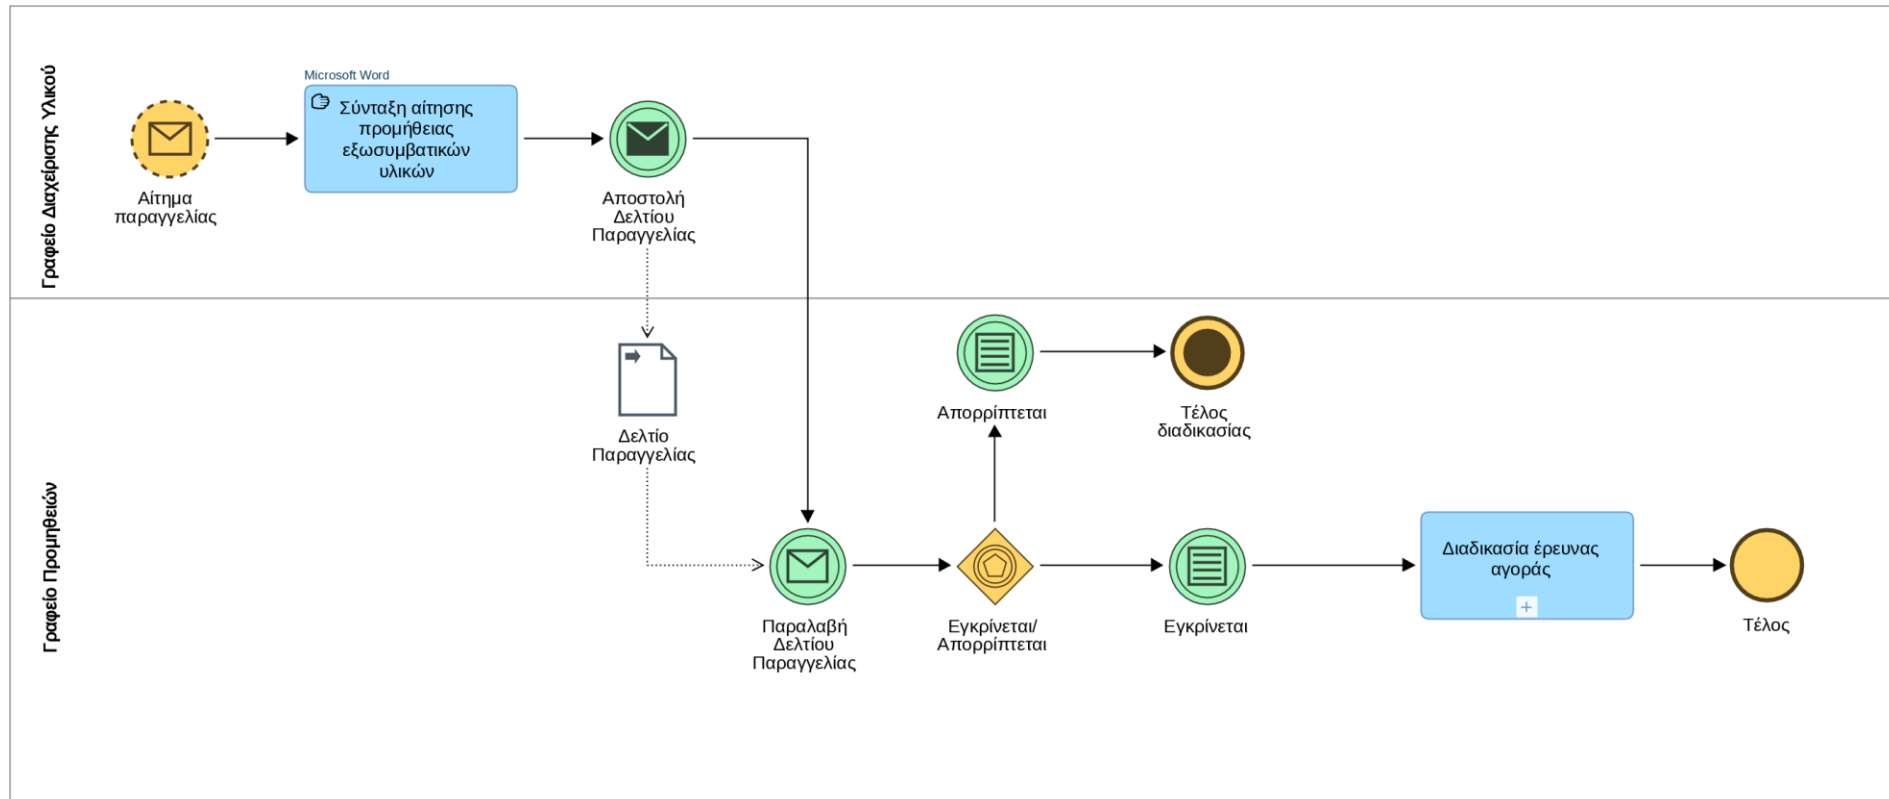 Γραφείο Διαχείρισης Υλικού
Microsoft Word
Σύνταξη αίτησης
προμήθειας
εξωσυμβατικών
υλικών
Αίτημα
παραγγελίας
Αποστολή
Δελτίου
Παραγγελίας
Γραφείο Προμηθειών
Δελτίο
Παραγγελίας
Απορρίπτεται
Τέλος
διαδικασίας
Παραλαβή
Δελτίου
Παραγγελίας
Εγκρίνεται/
Απορρίπτεται
Εγκρίνεται
Διαδικασία έρευνας
αγοράς
Τέλος